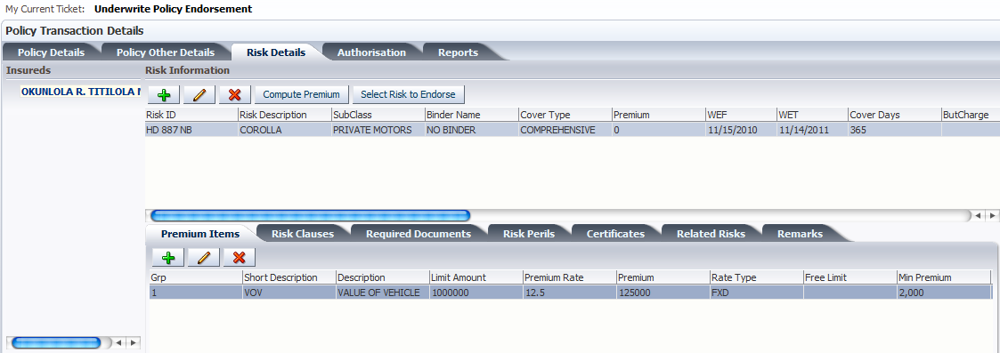 My Current Ticket: Underwrite Policy Endorsement
Policy Transaction Details
Policy Details Policy Other Details Risk Details Authorisation Reports
Insureds Risk Information
OKUNLOLA R. TITILOLA
Compute Premium Select Risk to Endorse
Risk ID Risk Description SubClass Binder Name Cover Type Premium WEF WET Cover Days ButCharge
HD 887 NB COROLLA PRIVATE MOTORS NO BINDER COMPREHENSIVE 0 11/15/2010 11/14/2011 365
Premium Items Risk Clauses Required Documents Risk Perils Certificates Related Risks Remarks
Grp Short Description Description Limit Amount Premium Rate Premium Rate Type Free Limit Min Premium
1 VOV VALUE OF VEHICLE 1000000 12.5 125000 FXD 2,000